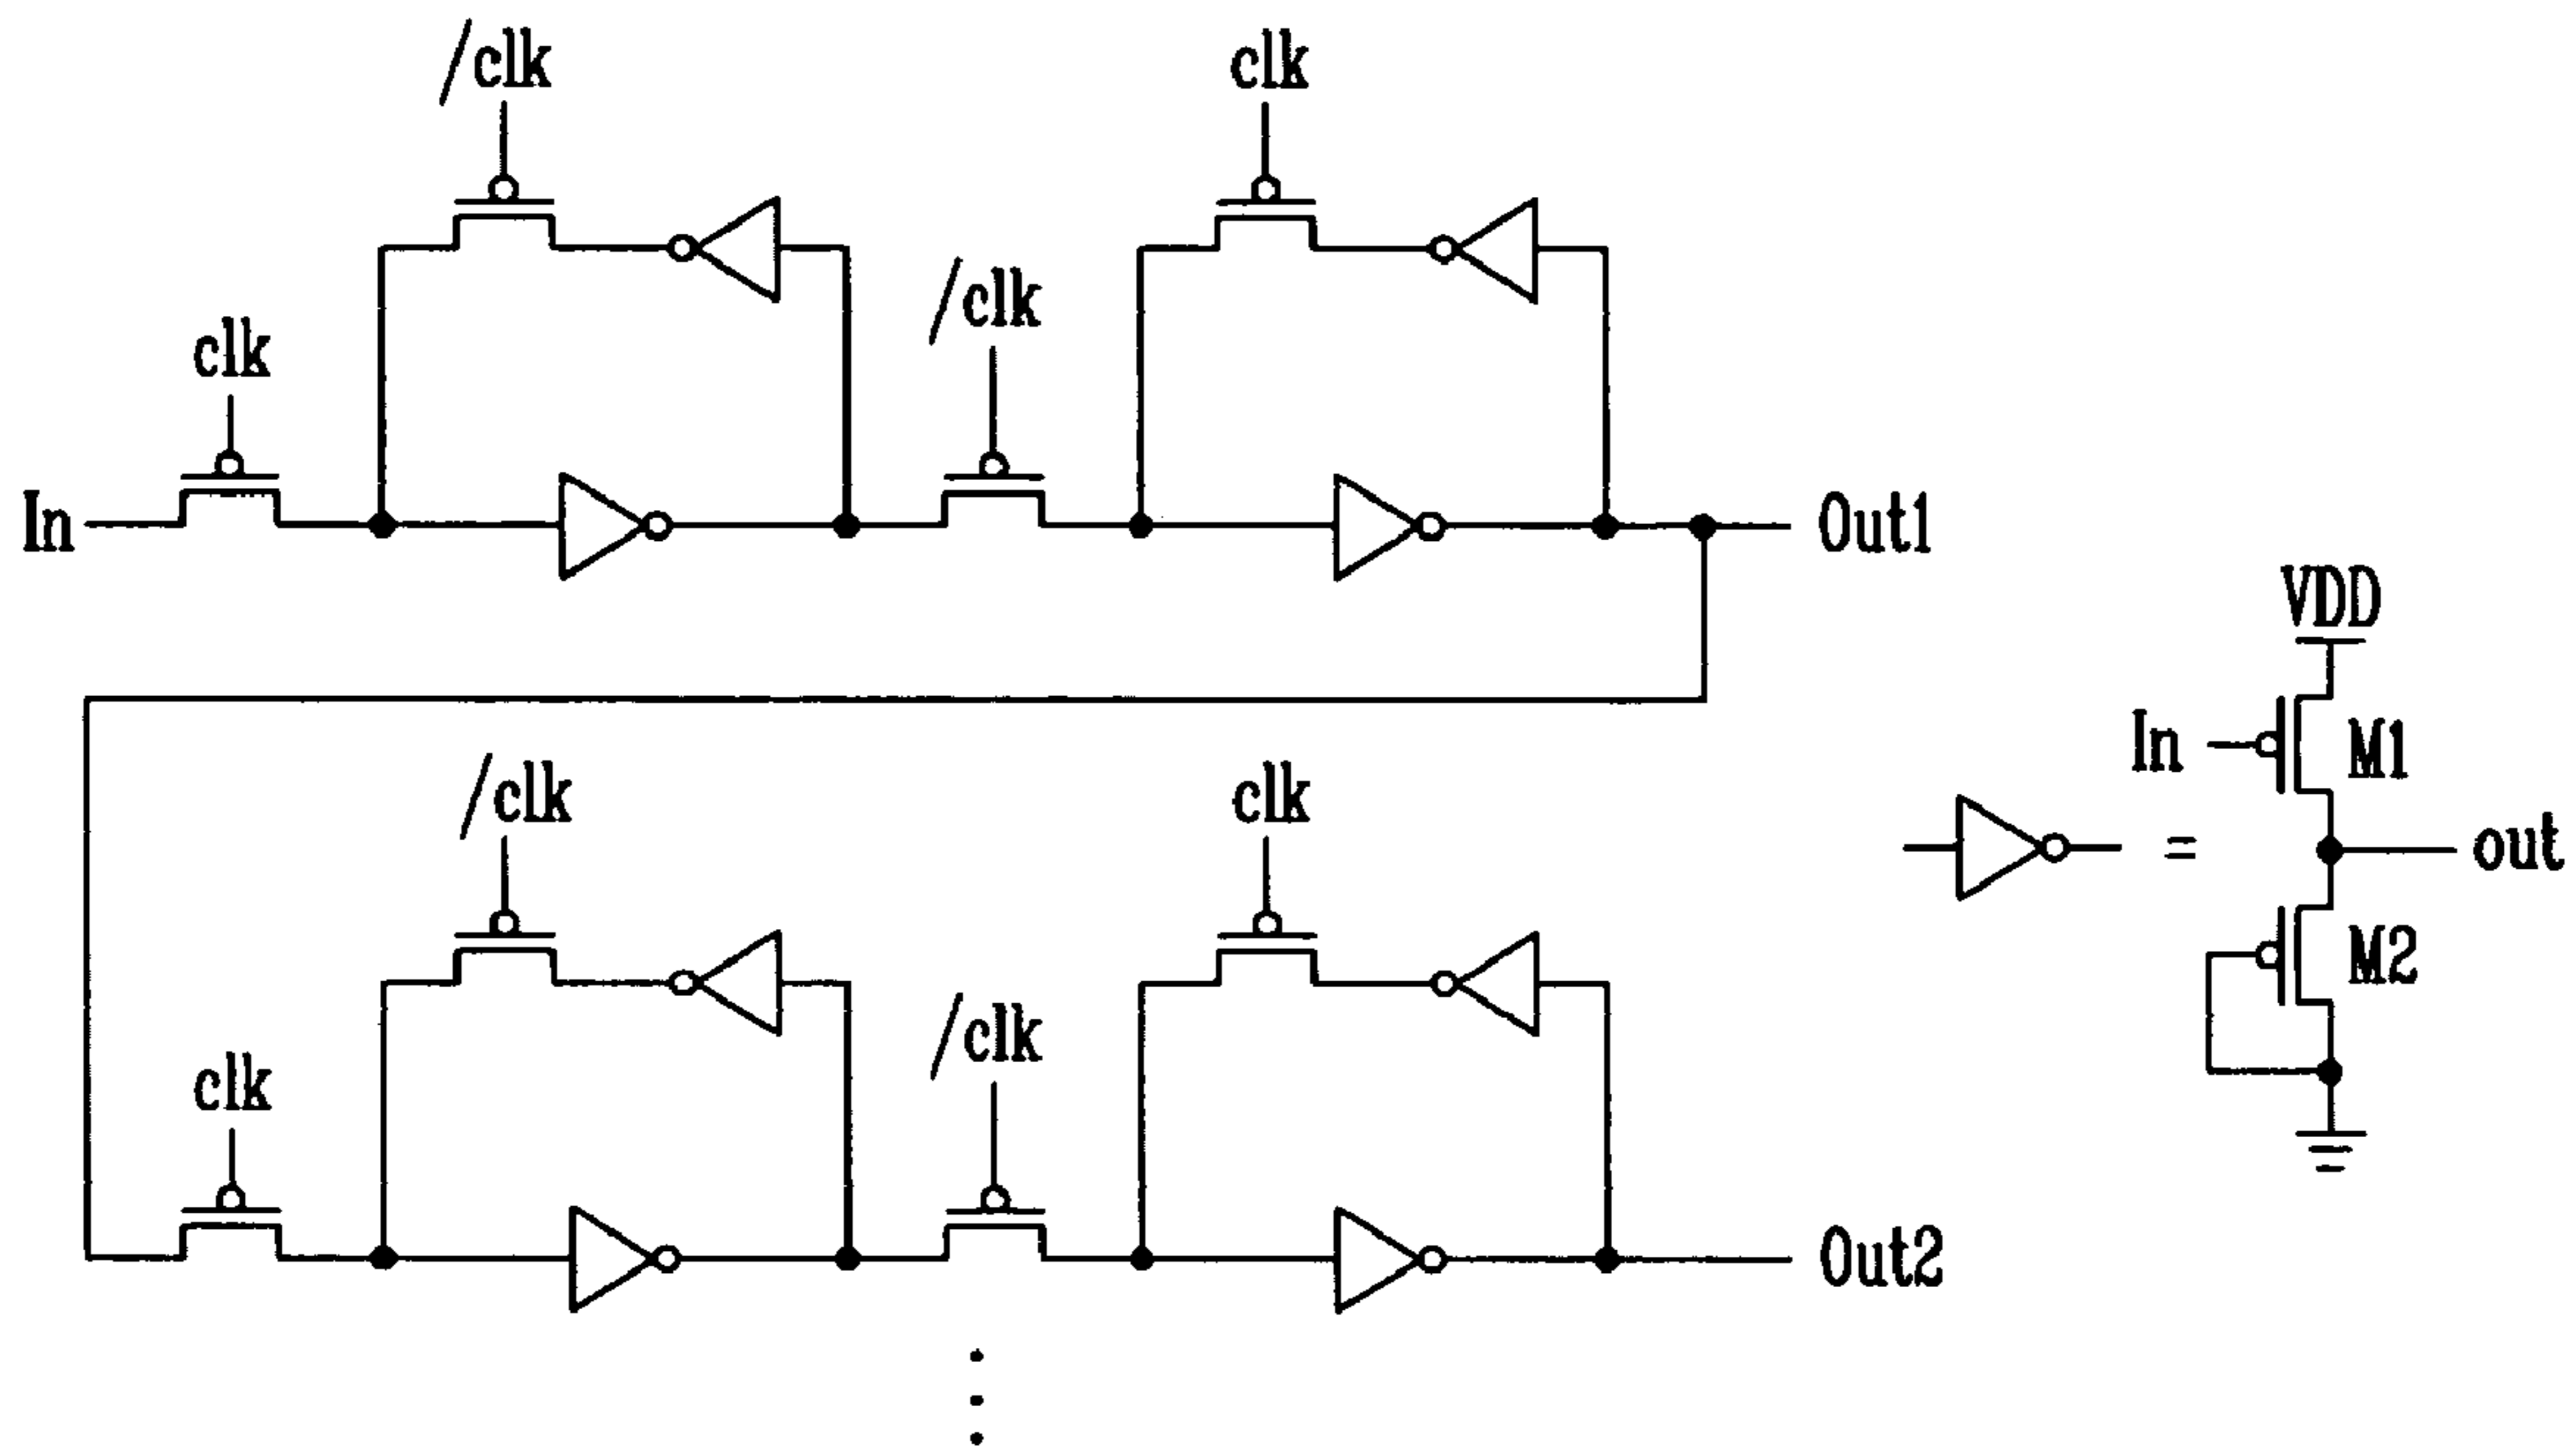 /clk
clk
/clk
clk
In
Out1
VDD
In
M1
/clk
clk
=
out
M2
/clk
clk
Out2